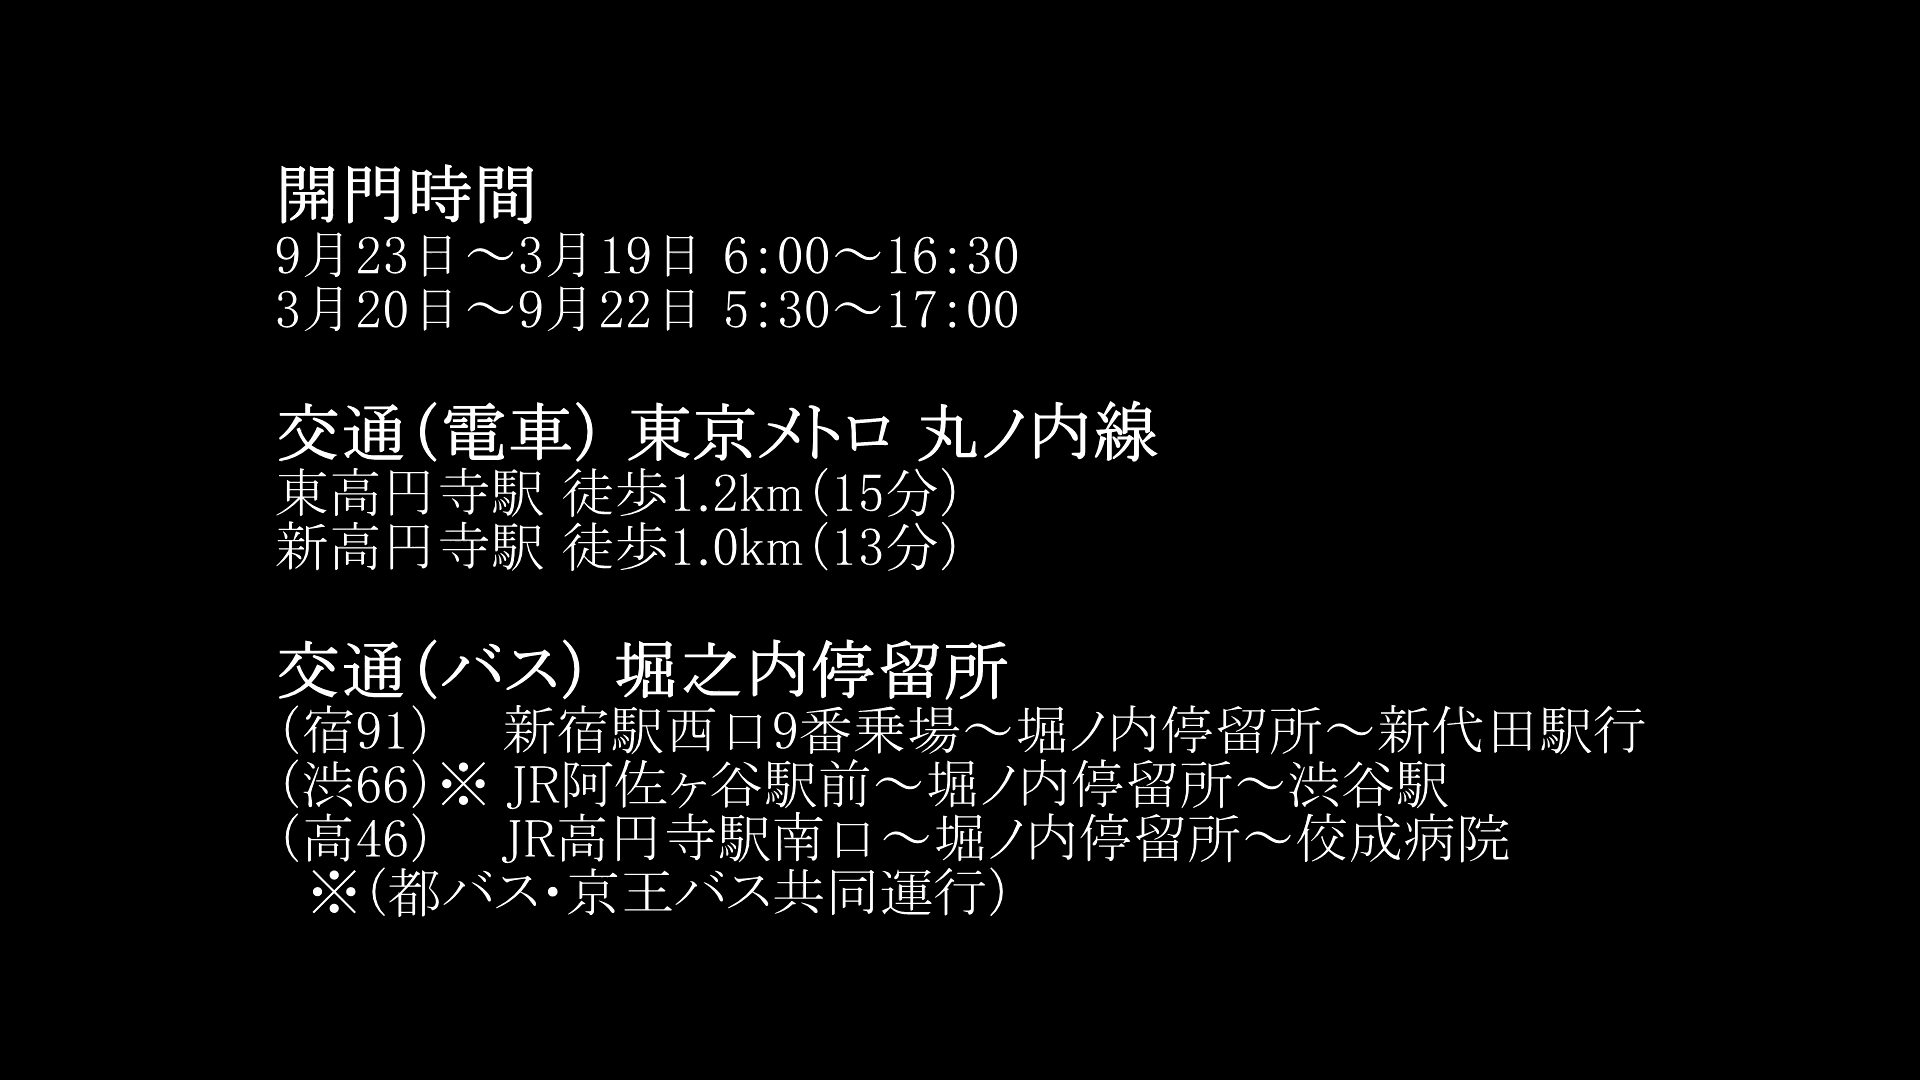 開門時間
9月23日～3月19日 6:00～16:30
3月20日～9月22日 5:30～17:00
交通(電車) 東京メトロ 丸ノ内線
東高円寺駅 徒歩1.2km(15分)
新高円寺駅 徒歩1.0km(13分)
交通(バス) 堀之内停留所
(宿91) 新宿駅西口9番乗場～堀ノ内停留所～新代田駅行
(渋66)※ JR阿佐ヶ谷駅前～堀ノ内停留所～渋谷駅
(高46) JR高円寺駅南口～堀ノ内停留所～佼成病院
※(都バス・京王バス共同運行)